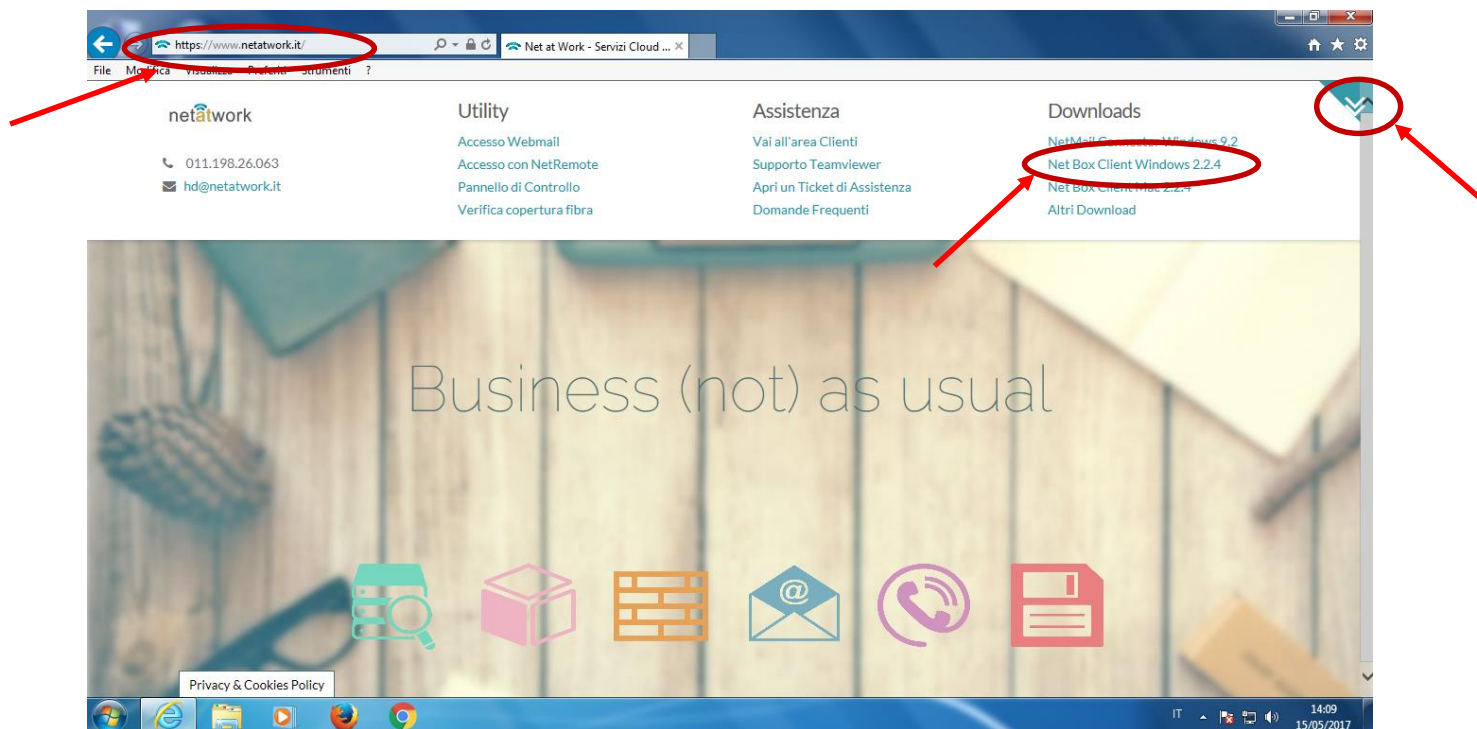 https://www.netatwork.it/
Net at Work - Servizi Cloud ...
File Modifica Visualizza Preferiti Strumenti ?
netatwork
011.198.26.063
hd@netatwork.it
Utility
Accesso Webmail
Accesso con NetRemote
Pannello di Controllo
Verifica copertura fibra
Assistenza
Vai all'area Clienti
Supporto Teamviewer
Apri un Ticket di Assistenza
Domande Frequenti
Downloads
NetMail Connector Windows 9.2
Net Box Client Windows 2.2.4
Net Box Client Mac 2.2.4
Altri Download
Business (not) as usual
@
Privacy & Cookies Policy
IT
14:09
15/05/2017